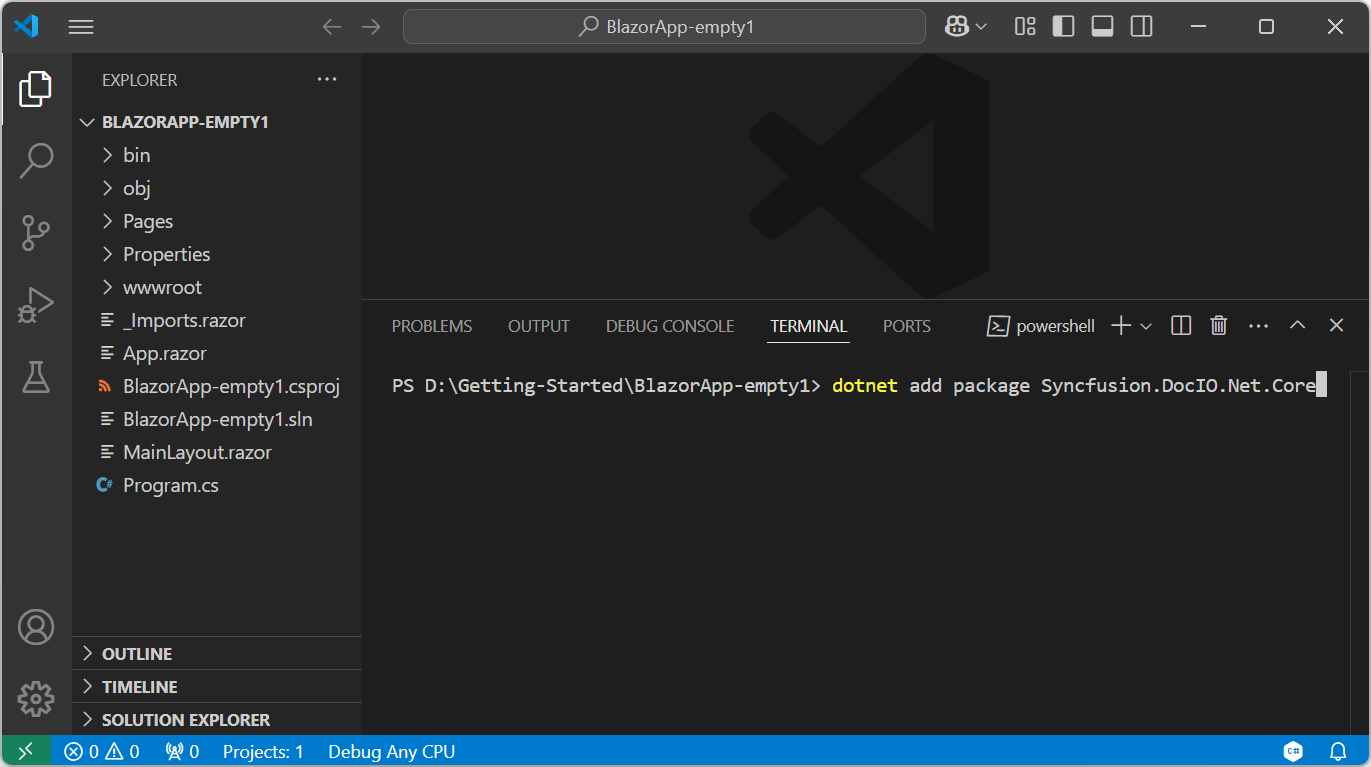 BlazorApp-empty1
EXPLORER
BLAZORAPP-EMPTY1
bin
obj
Pages
Properties
wwwroot
_Imports.razor
App.razor
BlazorApp-empty1.csproj
BlazorApp-empty1.sln
MainLayout.razor
C# Program.cs
OUTLINE
TIMELINE
SOLUTION EXPLORER
PROBLEMS OUTPUT DEBUG CONSOLE TERMINAL PORTS powershell
PS D:\Getting-Started\BlazorApp-empty1> dotnet add package Syncfusion.DocIO.Net.Core
0 0 0 Projects: 1 Debug Any CPU C#